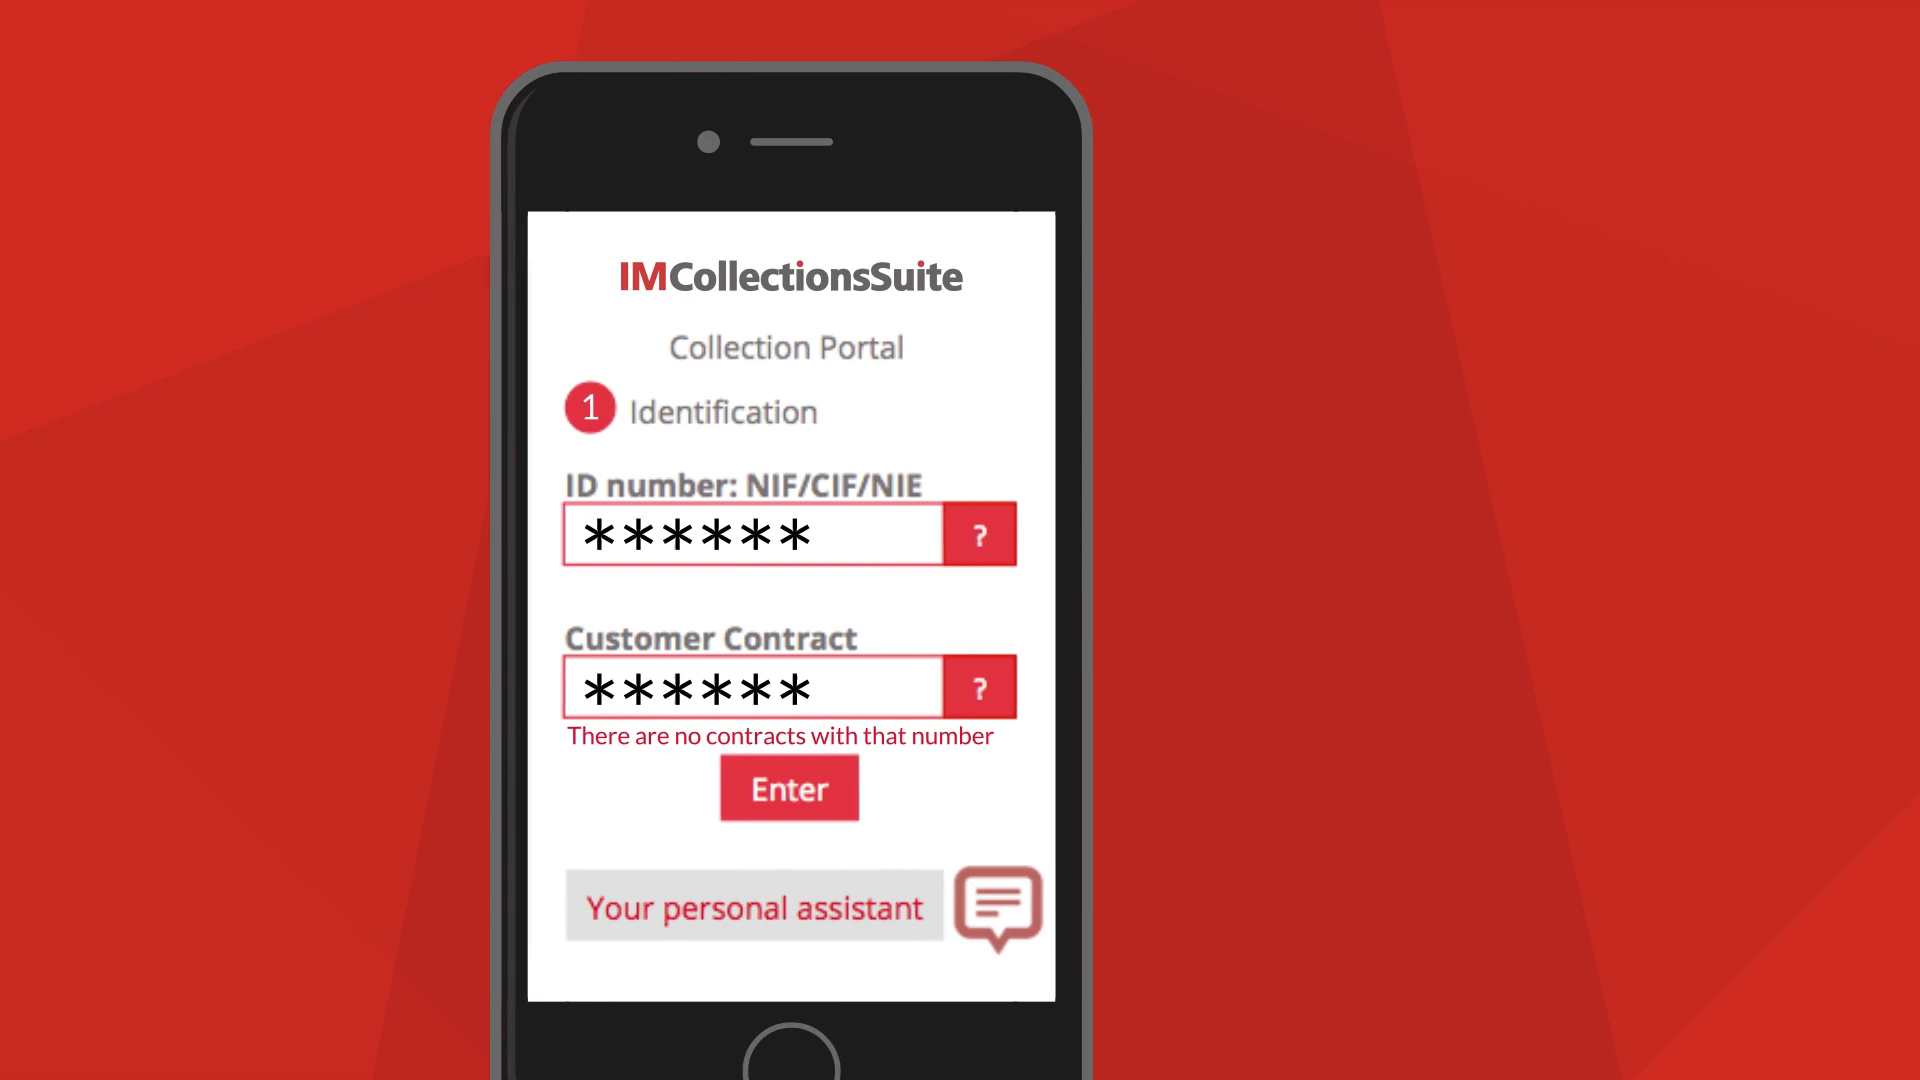 IMCollectionsSuite
Collection Portal
1 Identification
ID number: NIF/CIF/NIE
∗∗∗∗∗∗ ?
Customer Contract
∗∗∗∗∗∗ ?
There are no contracts with that number
Enter
Your personal assistant